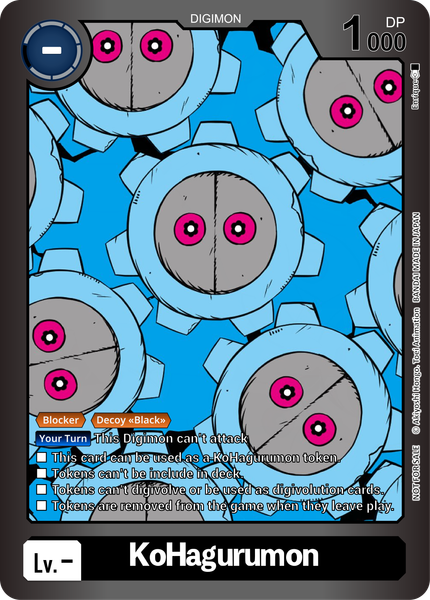 DIGIMON
-
1000
DP
Blocker Decoy «Black»
Your Turn This Digimon can't attack
This card can be used as a KoHagurumon token.
Tokens can't be include in deck.
Tokens can't digivolve or be used as digivolution cards.
Tokens are removed from the game when they leave play.
Lv.-
KoHagurumon
Enrique
NOT FOR SALE © Akiyoshi Hongo, Toei Animation BANDAI MADE IN JAPAN